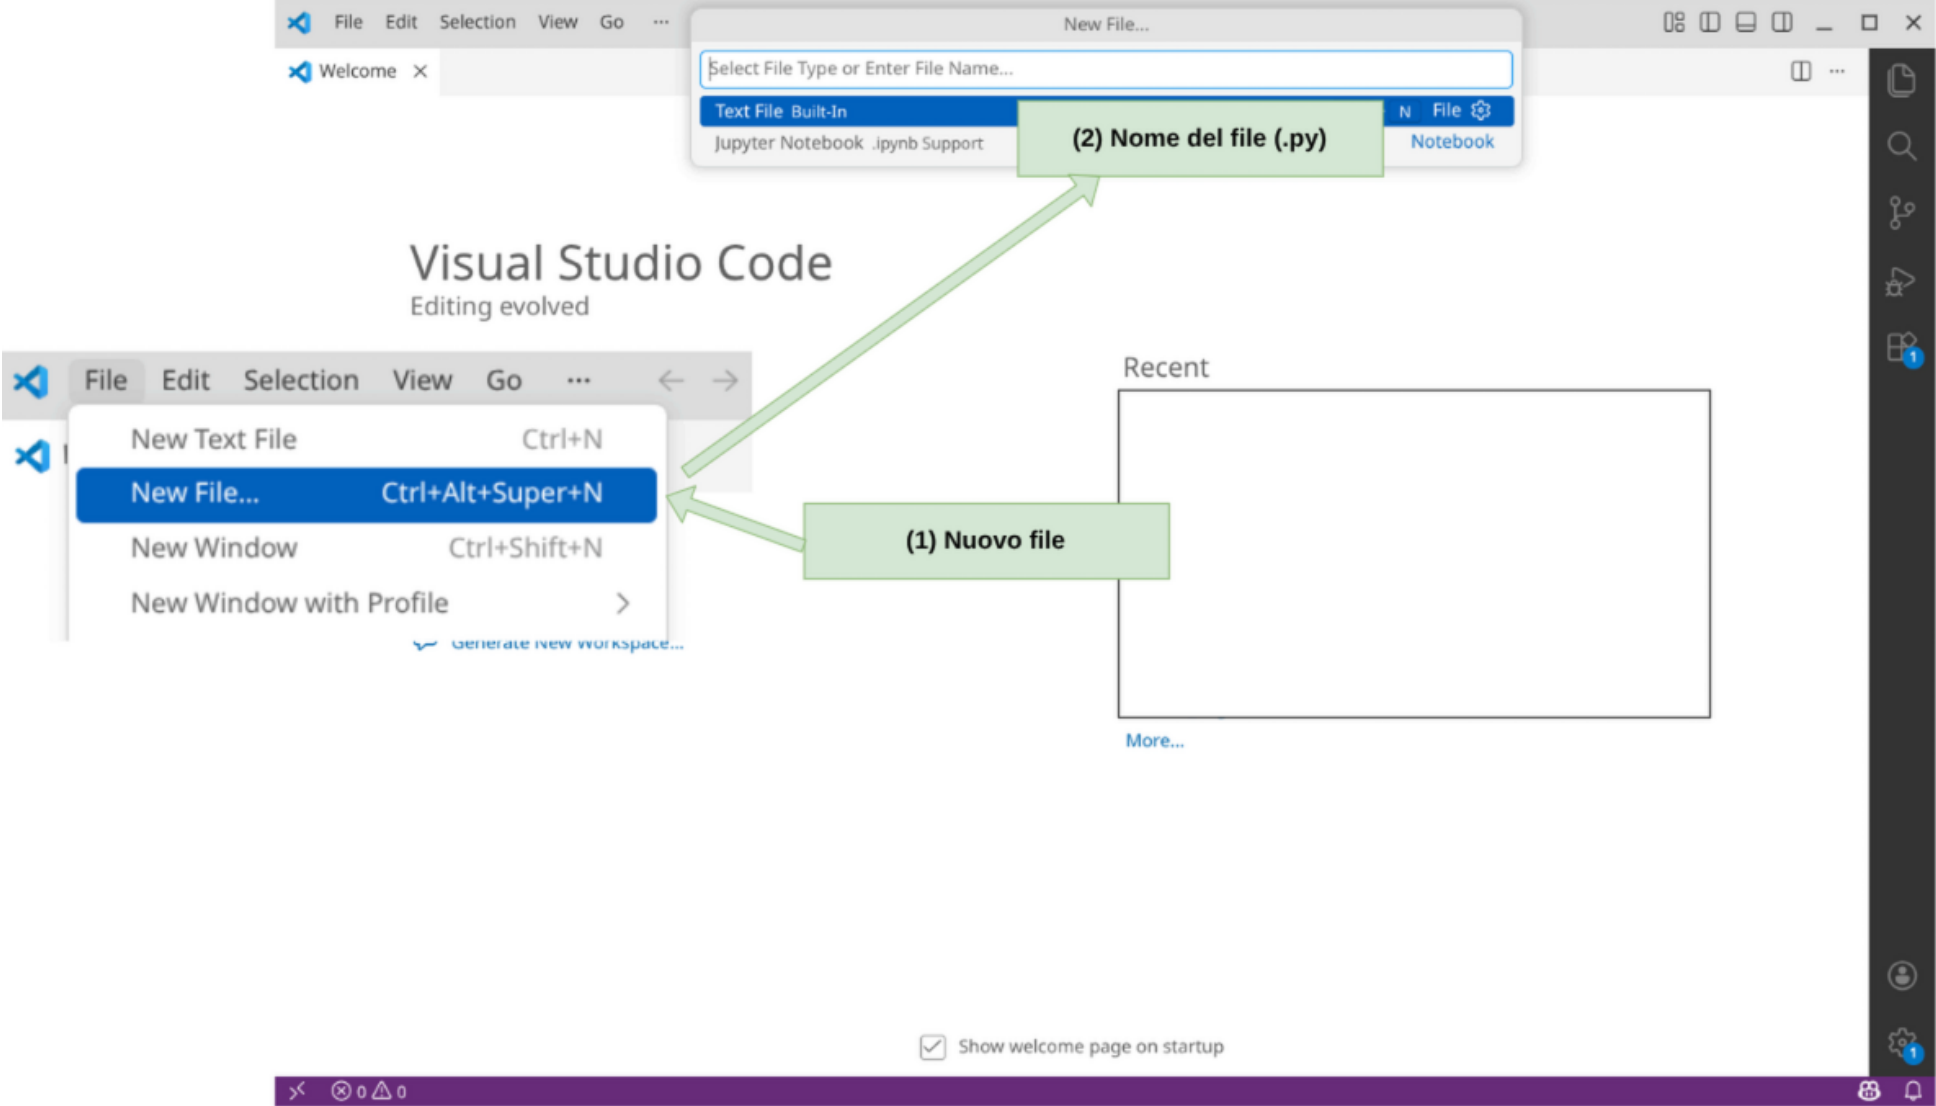 File Edit Selection View Go ···
New File...
Welcome
Select File Type or Enter File Name...
Text File Built-In
N File
Jupyter Notebook .ipynb Support
Notebook
(2) Nome del file (.py)
Visual Studio Code
Editing evolved
File Edit Selection View Go ···
New Text File Ctrl+N
New File... Ctrl+Alt+Super+N
New Window Ctrl+Shift+N
New Window with Profile
Generate New Workspace...
(1) Nuovo file
Recent
More...
1
Show welcome page on startup
1
0 0